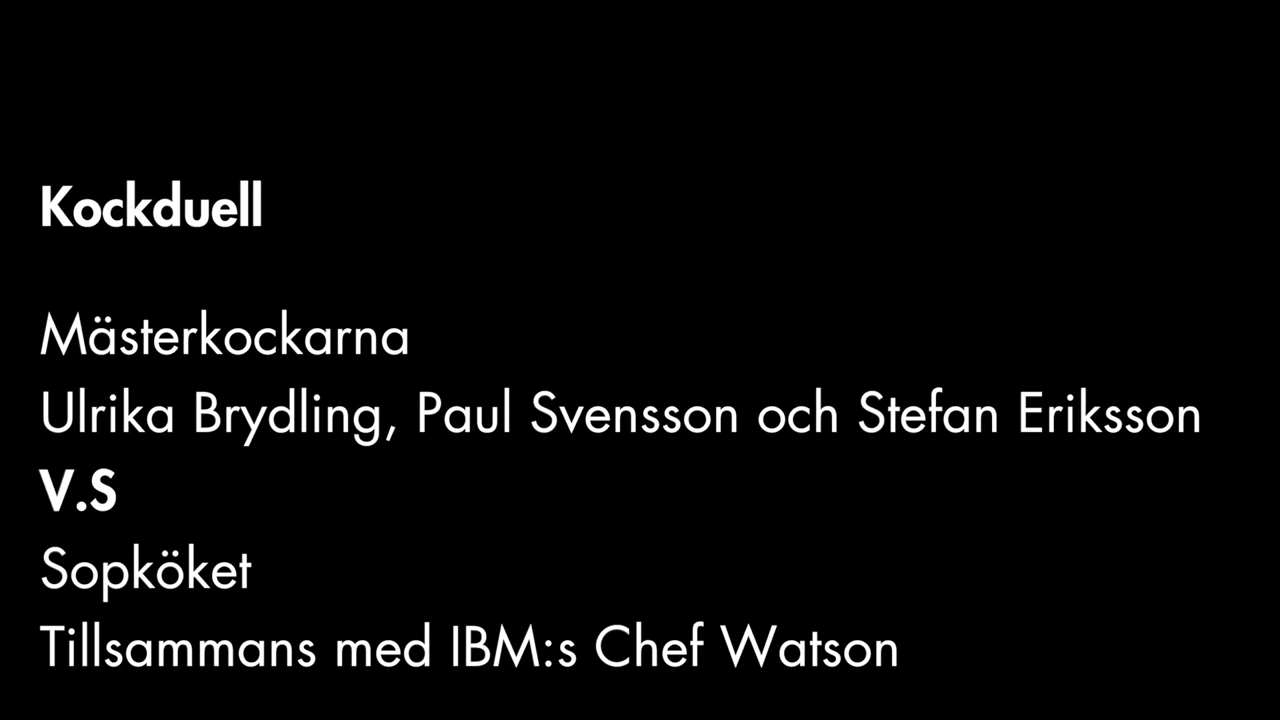 Kockduell
Mästerkockarna
Ulrika Brydling, Paul Svensson och Stefan Eriksson
V.S
Sopköket
Tillsammans med IBM:s Chef Watson